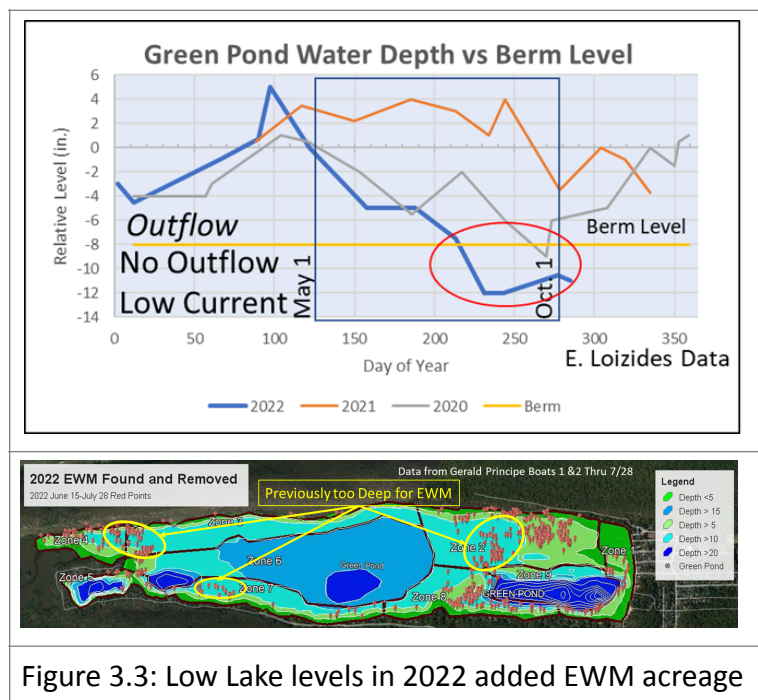 Green Pond Water Depth vs Berm Level
6
4
2
0
-2
-4
-6
-8
-10
-12
-14
Relative Level (in.)
Outflow
No Outflow
Low Current
May 1
Oct. 1
Berm Level
0
50
100
150
200
250
300
350
Day of Year
E. Loizides Data
2022
2021
2020
Berm
2022 EWM Found and Removed
2022 June 15-July 28 Red Points
Data from Gerald Principe Boats 1 &2 Thru 7/28
Previously too Deep for EWM
Legend
Depth <5
Depth > 15
Depth > 5
Depth >10
Depth >20
Green Pond
Zone 4
Zone 3
Zone 2
Zone 1
Zone 6
Green Pond
Zone 5
Zone 7
Zone 8
Zone 9
GREEN POND
Figure 3.3: Low Lake levels in 2022 added EWM acreage